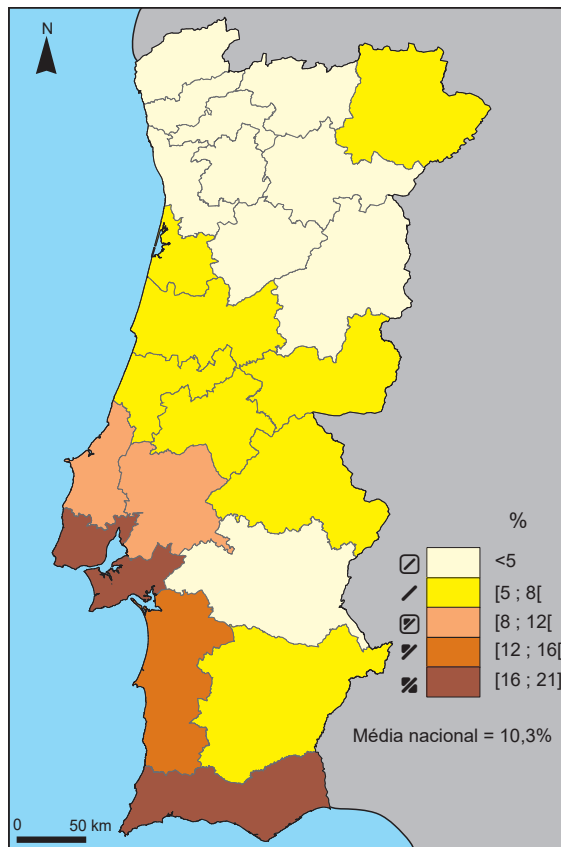 N
%
<5
[5 ; 8[
[8 ; 12[
[12 ; 16[
[16 ; 21]
Média nacional = 10,3%
0 50 km